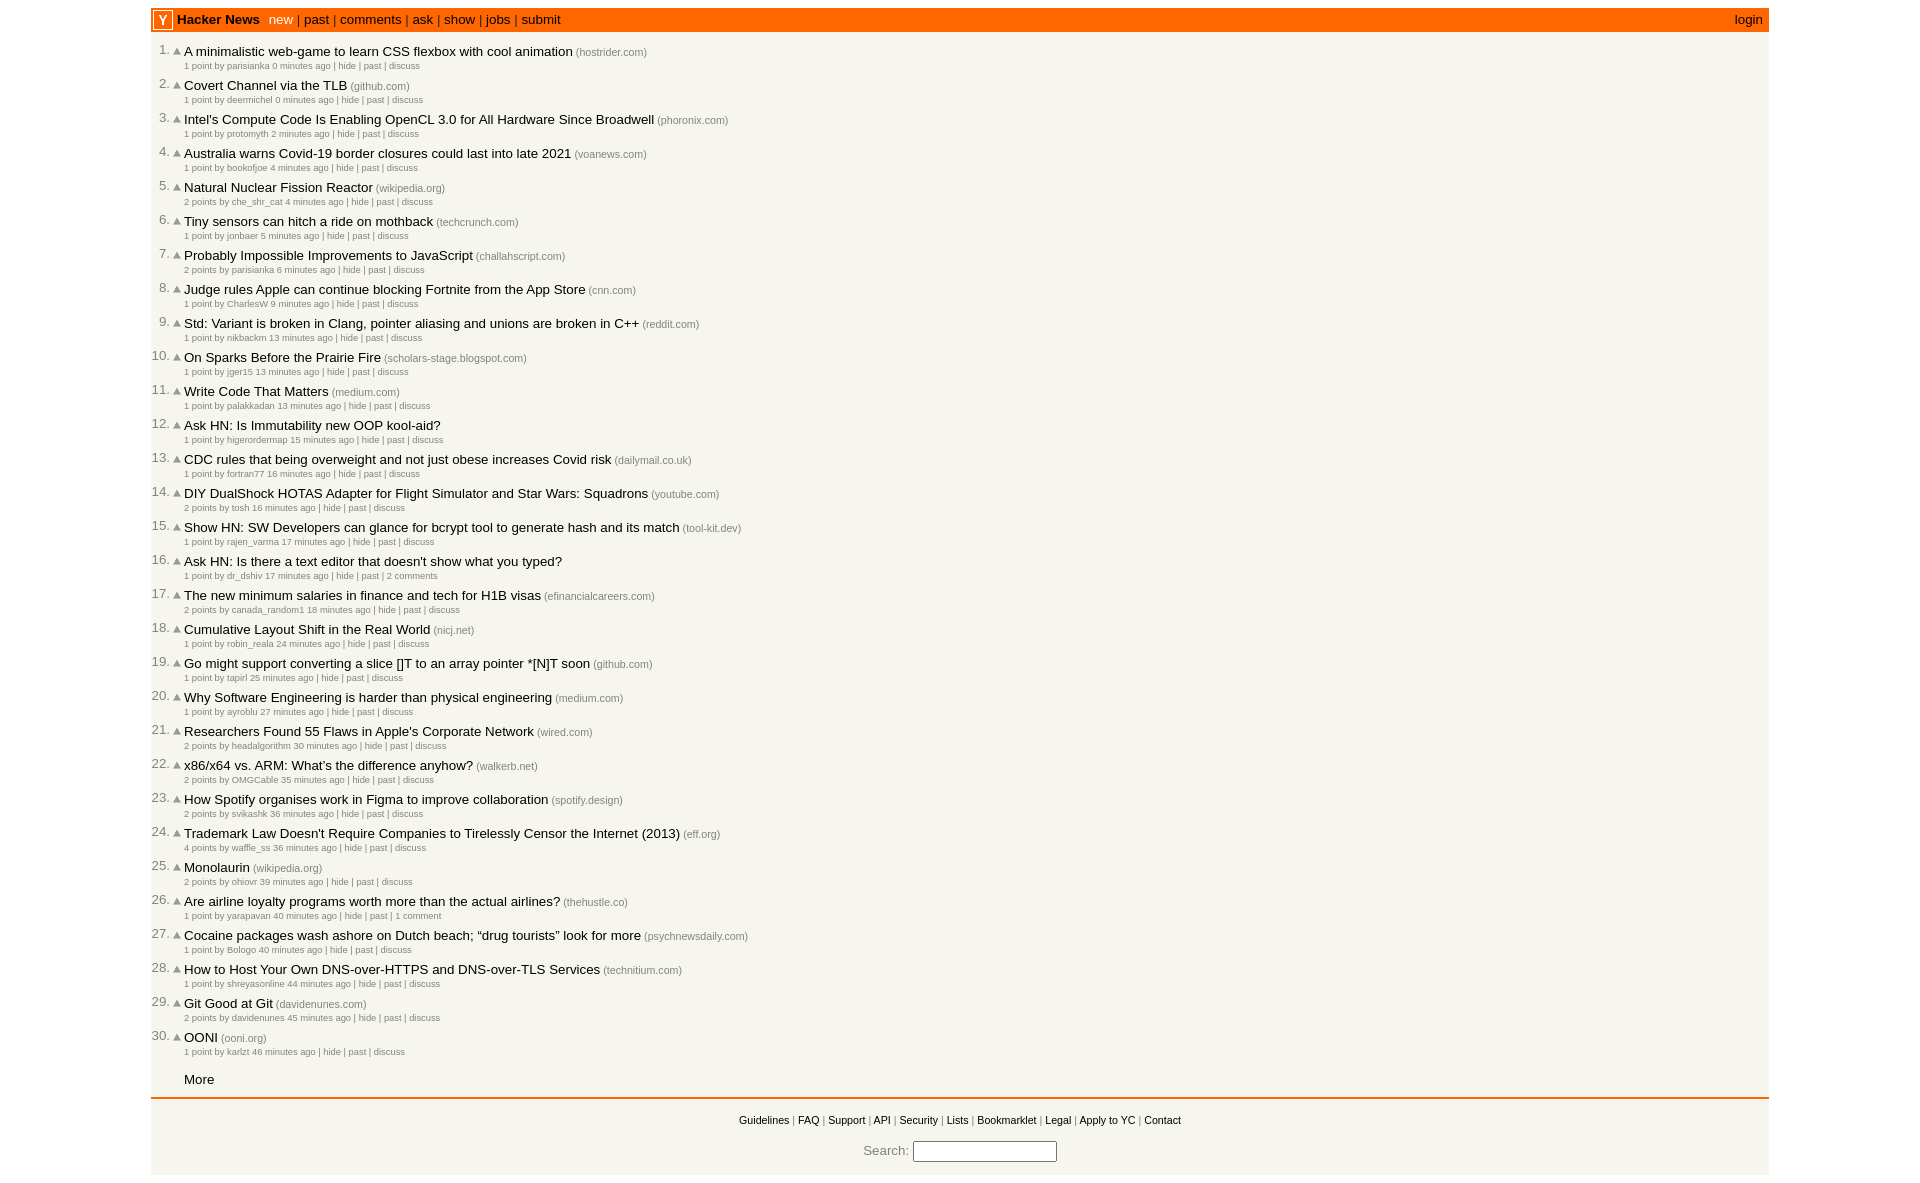 Y Hacker News new | past | comments | ask | show | jobs | submit login
1. A minimalistic web-game to learn CSS flexbox with cool animation (hostrider.com)
1 point by parisianka 0 minutes ago | hide | past | discuss
2. Covert Channel via the TLB (github.com)
1 point by deermichel 0 minutes ago | hide | past | discuss
3. Intel's Compute Code Is Enabling OpenCL 3.0 for All Hardware Since Broadwell (phoronix.com)
1 point by protomyth 2 minutes ago | hide | past | discuss
4. Australia warns Covid-19 border closures could last into late 2021 (voanews.com)
1 point by bookofjoe 4 minutes ago | hide | past | discuss
5. Natural Nuclear Fission Reactor (wikipedia.org)
2 points by che_shr_cat 4 minutes ago | hide | past | discuss
6. Tiny sensors can hitch a ride on mothback (techcrunch.com)
1 point by jonbaer 5 minutes ago | hide | past | discuss
7. Probably Impossible Improvements to JavaScript (challahscript.com)
2 points by parisianka 6 minutes ago | hide | past | discuss
8. Judge rules Apple can continue blocking Fortnite from the App Store (cnn.com)
1 point by CharlesW 9 minutes ago | hide | past | discuss
9. Std: Variant is broken in Clang, pointer aliasing and unions are broken in C++ (reddit.com)
1 point by nikbackm 13 minutes ago | hide | past | discuss
10. On Sparks Before the Prairie Fire (scholars-stage.blogspot.com)
1 point by jger15 13 minutes ago | hide | past | discuss
11. Write Code That Matters (medium.com)
1 point by palakkadan 13 minutes ago | hide | past | discuss
12. Ask HN: Is Immutability new OOP kool-aid?
1 point by higerordermap 15 minutes ago | hide | past | discuss
13. CDC rules that being overweight and not just obese increases Covid risk (dailymail.co.uk)
1 point by fortran77 16 minutes ago | hide | past | discuss
14. DIY DualShock HOTAS Adapter for Flight Simulator and Star Wars: Squadrons (youtube.com)
2 points by tosh 16 minutes ago | hide | past | discuss
15. Show HN: SW Developers can glance for bcrypt tool to generate hash and its match (tool-kit.dev)
1 point by rajen_varma 17 minutes ago | hide | past | discuss
16. Ask HN: Is there a text editor that doesn't show what you typed?
1 point by dr_dshiv 17 minutes ago | hide | past | 2 comments
17. The new minimum salaries in finance and tech for H1B visas (efinancialcareers.com)
2 points by canada_random1 18 minutes ago | hide | past | discuss
18. Cumulative Layout Shift in the Real World (nicj.net)
1 point by robin_reala 24 minutes ago | hide | past | discuss
19. Go might support converting a slice []T to an array pointer *[N]T soon (github.com)
1 point by tapirl 25 minutes ago | hide | past | discuss
20. Why Software Engineering is harder than physical engineering (medium.com)
1 point by ayroblu 27 minutes ago | hide | past | discuss
21. Researchers Found 55 Flaws in Apple's Corporate Network (wired.com)
2 points by headalgorithm 30 minutes ago | hide | past | discuss
22. x86/x64 vs. ARM: What’s the difference anyhow? (walkerb.net)
2 points by OMGCable 35 minutes ago | hide | past | discuss
23. How Spotify organises work in Figma to improve collaboration (spotify.design)
2 points by svikashk 36 minutes ago | hide | past | discuss
24. Trademark Law Doesn't Require Companies to Tirelessly Censor the Internet (2013) (eff.org)
4 points by waffle_ss 36 minutes ago | hide | past | discuss
25. Monolaurin (wikipedia.org)
2 points by ohiovr 39 minutes ago | hide | past | discuss
26. Are airline loyalty programs worth more than the actual airlines? (thehustle.co)
1 point by yarapavan 40 minutes ago | hide | past | 1 comment
27. Cocaine packages wash ashore on Dutch beach; “drug tourists” look for more (psychnewsdaily.com)
1 point by Bologo 40 minutes ago | hide | past | discuss
28. How to Host Your Own DNS-over-HTTPS and DNS-over-TLS Services (technitium.com)
1 point by shreyasonline 44 minutes ago | hide | past | discuss
29. Git Good at Git (davidenunes.com)
2 points by davidenunes 45 minutes ago | hide | past | discuss
30. OONI (ooni.org)
1 point by karlzt 46 minutes ago | hide | past | discuss
More
Guidelines | FAQ | Support | API | Security | Lists | Bookmarklet | Legal | Apply to YC | Contact
Search: